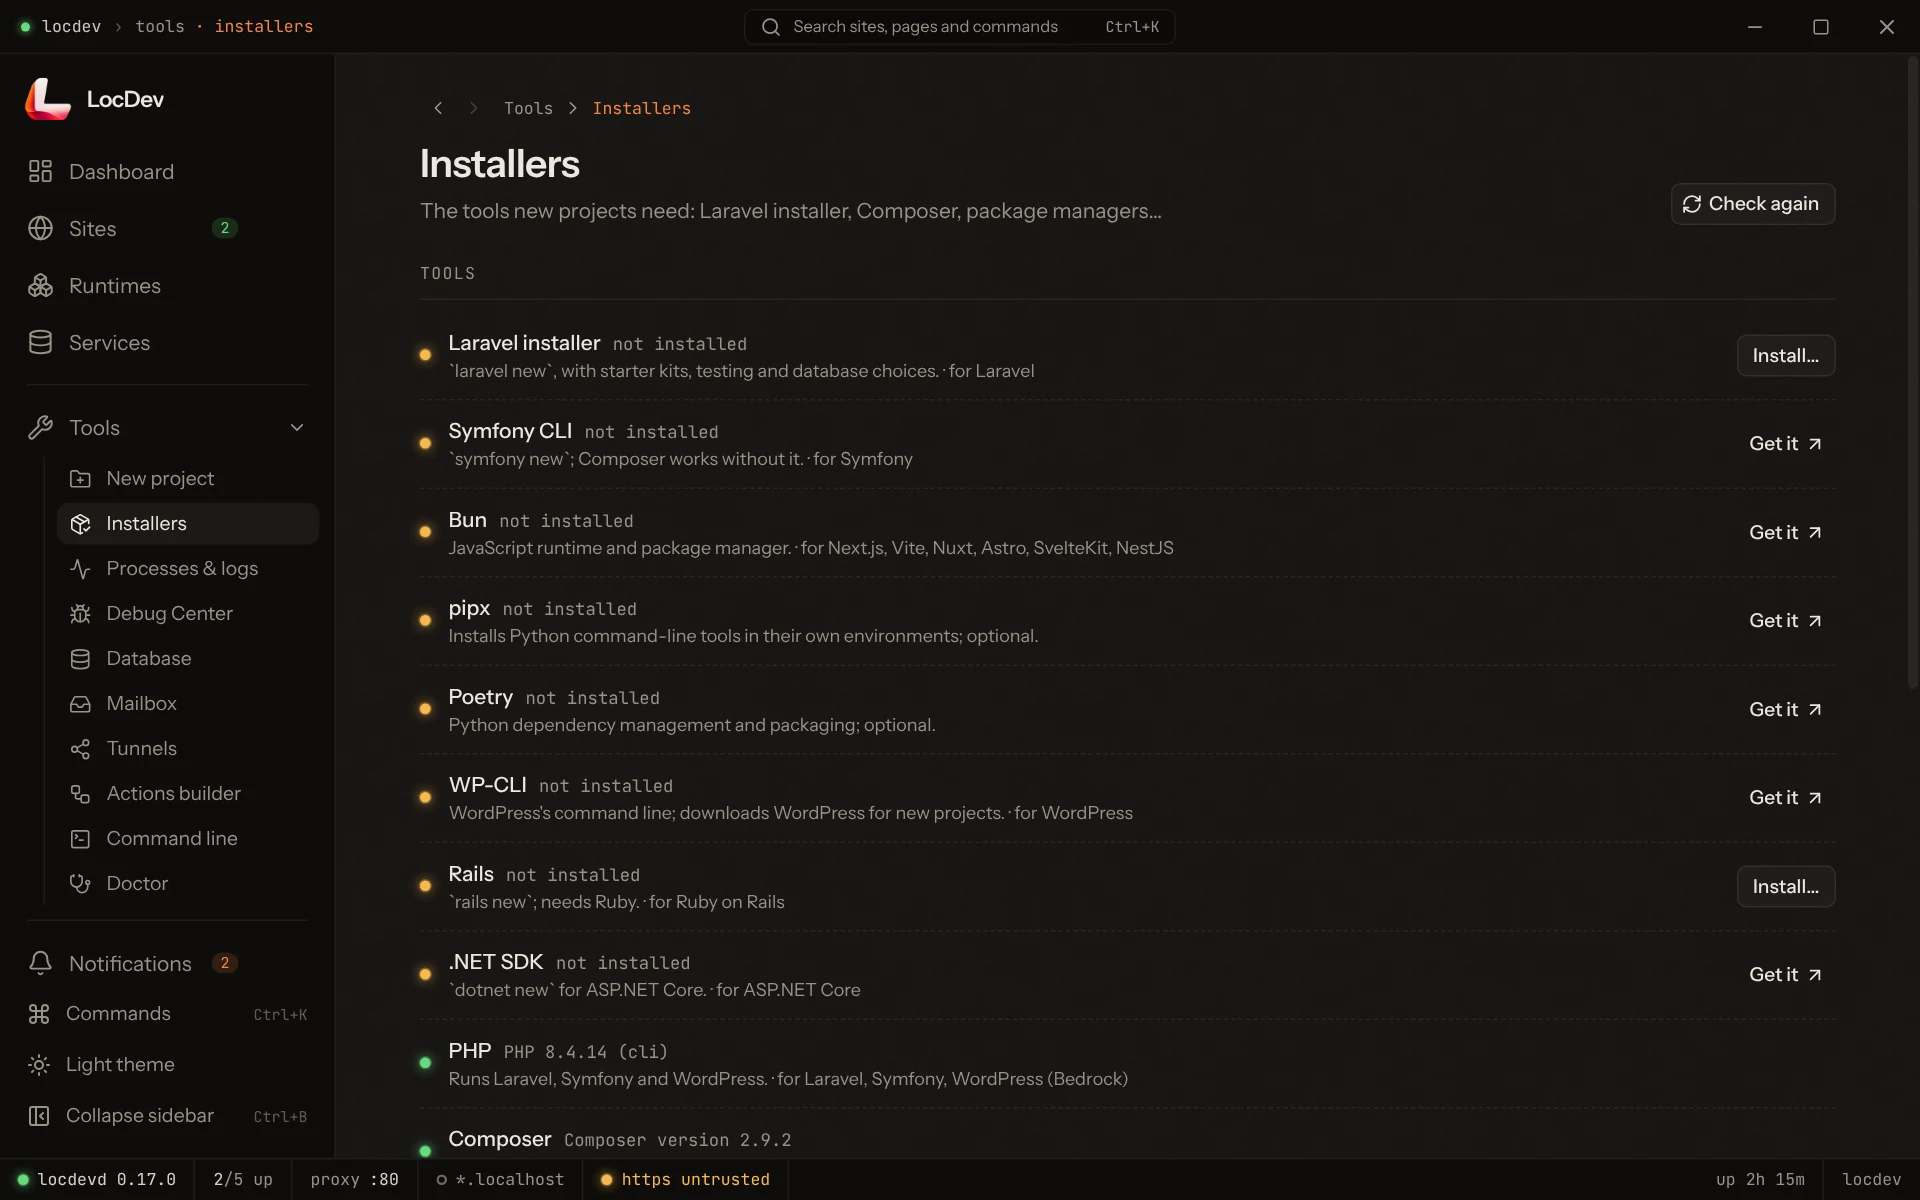 locdev › tools · installers
Search sites, pages and commands Ctrl+K
LocDev
Dashboard
Sites 2
Runtimes
Services
Tools
New project
Installers
Processes & logs
Debug Center
Database
Mailbox
Tunnels
Actions builder
Command line
Doctor
Notifications 2
Commands Ctrl+K
Light theme
Collapse sidebar Ctrl+B
Tools > Installers
Installers
The tools new projects need: Laravel installer, Composer, package managers...
Check again
TOOLS
Laravel installer not installed
`laravel new`, with starter kits, testing and database choices. · for Laravel
Install...
Symfony CLI not installed
`symfony new`; Composer works without it. · for Symfony
Get it
Bun not installed
JavaScript runtime and package manager. · for Next.js, Vite, Nuxt, Astro, SvelteKit, NestJS
Get it
pipx not installed
Installs Python command-line tools in their own environments; optional.
Get it
Poetry not installed
Python dependency management and packaging; optional.
Get it
WP-CLI not installed
WordPress's command line; downloads WordPress for new projects. · for WordPress
Get it
Rails not installed
`rails new`; needs Ruby. · for Ruby on Rails
Install...
.NET SDK not installed
`dotnet new` for ASP.NET Core. · for ASP.NET Core
Get it
PHP PHP 8.4.14 (cli)
Runs Laravel, Symfony and WordPress. · for Laravel, Symfony, WordPress (Bedrock)
Composer Composer version 2.9.2
locdevd 0.17.0 2/5 up proxy :80 *.localhost https untrusted up 2h 15m locdev